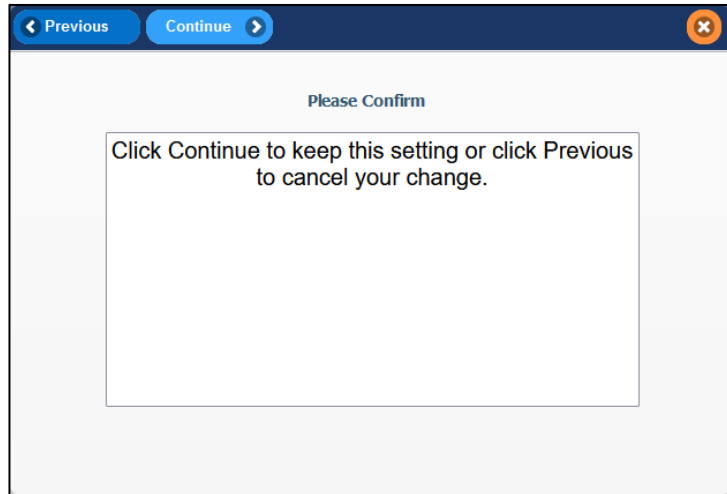 Previous
Continue
Please Confirm
Click Continue to keep this setting or click Previous
to cancel your change.